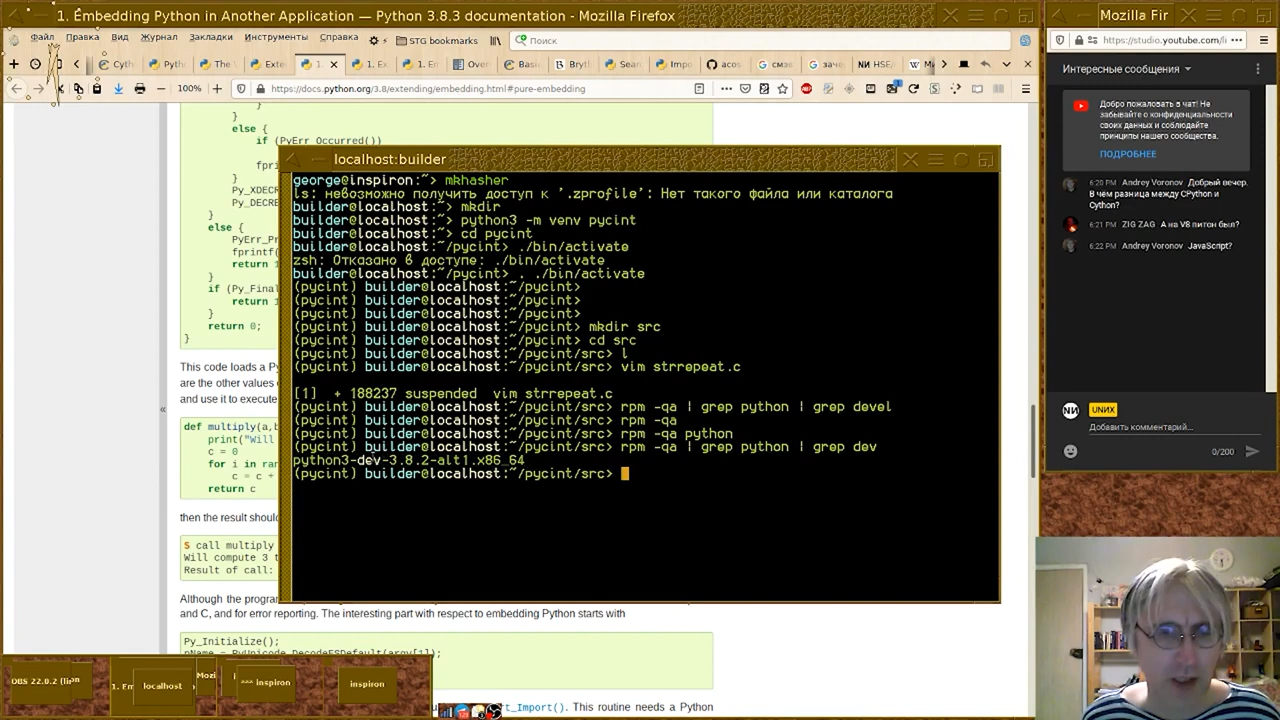 1. Embedding Python in Another Application — Python 3.8.3 documentation - Mozilla Firefox
Файл Правка Вид Журнал Закладки Инструменты Справка
STG bookmarks
Поиск
100%
https://docs.python.org/3.8/extending/embedding.html#pure-embedding
}
}
else {
if (PyErr_Occurred())
fpri
}
Py_XDECR
Py_DECRE
}
else {
PyErr_Pr
fprintf(
return 1
}
if (Py_Final
return 1
}
return 0;
}
This code loads a Py
are the other values o
and use it to execute
def multiply(a,b
print("Will
c = 0
for i in ran
c = c +
return c
then the result shoul
$ call multiply
Will compute 3 t
Result of call:
Although the program
and C, and for error reporting. The interesting part with respect to embedding Python starts with
Py_Initialize();
t_Import(). This routine needs a Python
localhost:builder
george@inspiron:~> mkhasher
ls: невозможно получить доступ к '.zprofile': Нет такого файла или каталога
builder@localhost:~> mkdir
builder@localhost:~> python3 -m venv pycint
builder@localhost:~> cd pycint
builder@localhost:~/pycint> ./bin/activate
zsh: Отказано в доступе: ./bin/activate
builder@localhost:~/pycint> . ./bin/activate
(pycint) builder@localhost:~/pycint>
(pycint) builder@localhost:~/pycint>
(pycint) builder@localhost:~/pycint>
(pycint) builder@localhost:~/pycint> mkdir src
(pycint) builder@localhost:~/pycint> cd src
(pycint) builder@localhost:~/pycint/src> l
(pycint) builder@localhost:~/pycint/src> vim strrepeat.c
[1] + 188237 suspended vim strrepeat.c
(pycint) builder@localhost:~/pycint/src> rpm -qa | grep python | grep devel
(pycint) builder@localhost:~/pycint/src> rpm -qa
(pycint) builder@localhost:~/pycint/src> rpm -qa python
(pycint) builder@localhost:~/pycint/src> rpm -qa | grep python | grep dev
python3-dev-3.8.2-alt1.x86_64
(pycint) builder@localhost:~/pycint/src>
Mozilla Fir
https://studio.youtube.com/li
Интересные сообщения
Добро пожаловать в чат! Не
забывайте о конфиденциальности
своих данных и соблюдайте
принципы нашего сообщества.
ПОДРОБНЕЕ
6:20 PM Andrey Voronov Добрый вечер.
В чем разница между CPython и
Cython?
6:21 PM ZIG ZAG А на V8 питон был?
6:22 PM Andrey Voronov JavaScript?
UNИX
Добавить комментарий...
0/200
localhost
*** inspiron
inspiron